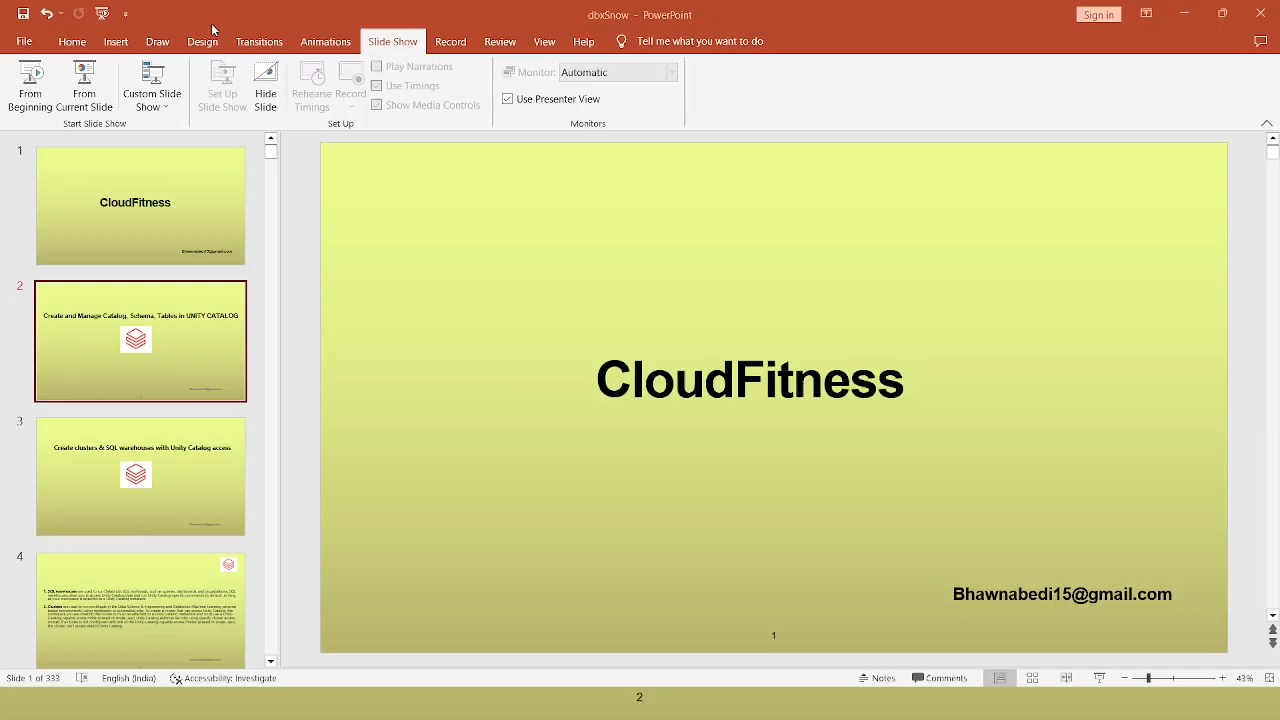 dbxSnow - PowerPoint
Sign in
File Home Insert Draw Design Transitions Animations Slide Show Record Review View Help Tell me what you want to do
From Beginning
From Current Slide
Custom Slide Show
Set Up Slide Show
Hide Slide
Rehearse Timings
Record
Play Narrations
Use Timings
Show Media Controls
Monitor: Automatic
Use Presenter View
Start Slide Show
Set Up
Monitors
1
CloudFitness
Bhawnabedi15@gmail.com
2
Create and Manage Catalog, Schema, Tables in UNITY CATALOG
3
Create clusters & SQL warehouses with Unity Catalog access
4
CloudFitness
Bhawnabedi15@gmail.com
1
Slide 1 of 333 English (India) Accessibility: Investigate Notes Comments 43%
2